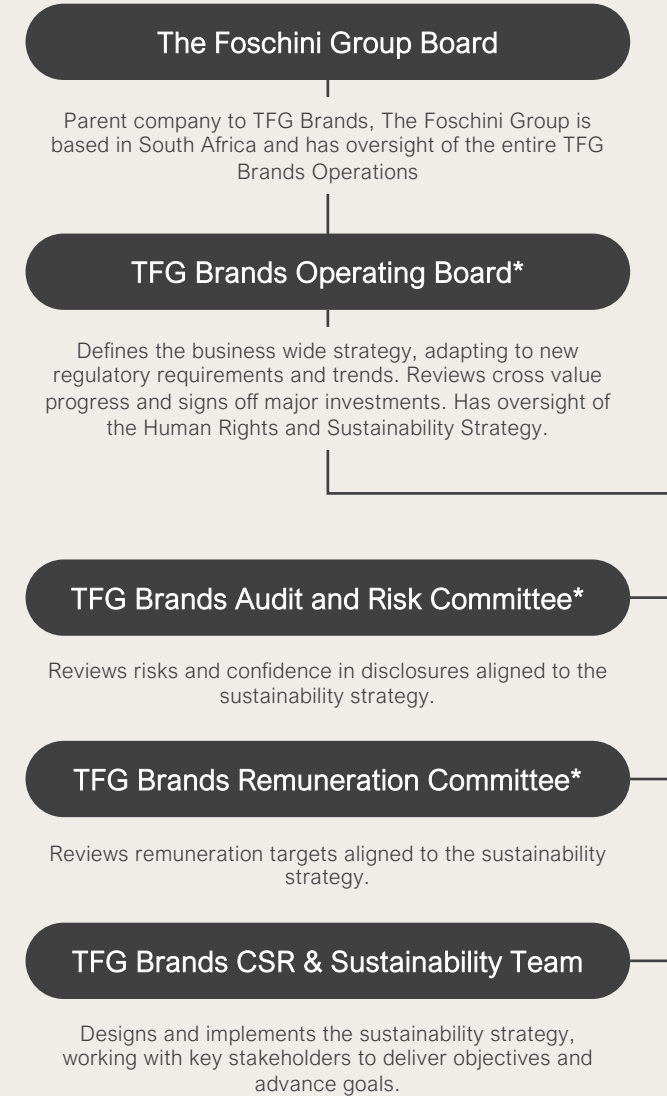 The Foschini Group Board
Parent company to TFG Brands, The Foschini Group is
based in South Africa and has oversight of the entire TFG
Brands Operations
TFG Brands Operating Board*
Defines the business wide strategy, adapting to new
regulatory requirements and trends. Reviews cross value
progress and signs off major investments. Has oversight of
the Human Rights and Sustainability Strategy.
TFG Brands Audit and Risk Committee*
Reviews risks and confidence in disclosures aligned to the
sustainability strategy.
TFG Brands Remuneration Committee*
Reviews remuneration targets aligned to the sustainability
strategy.
TFG Brands CSR & Sustainability Team
Designs and implements the sustainability strategy,
working with key stakeholders to deliver objectives and
advance goals.